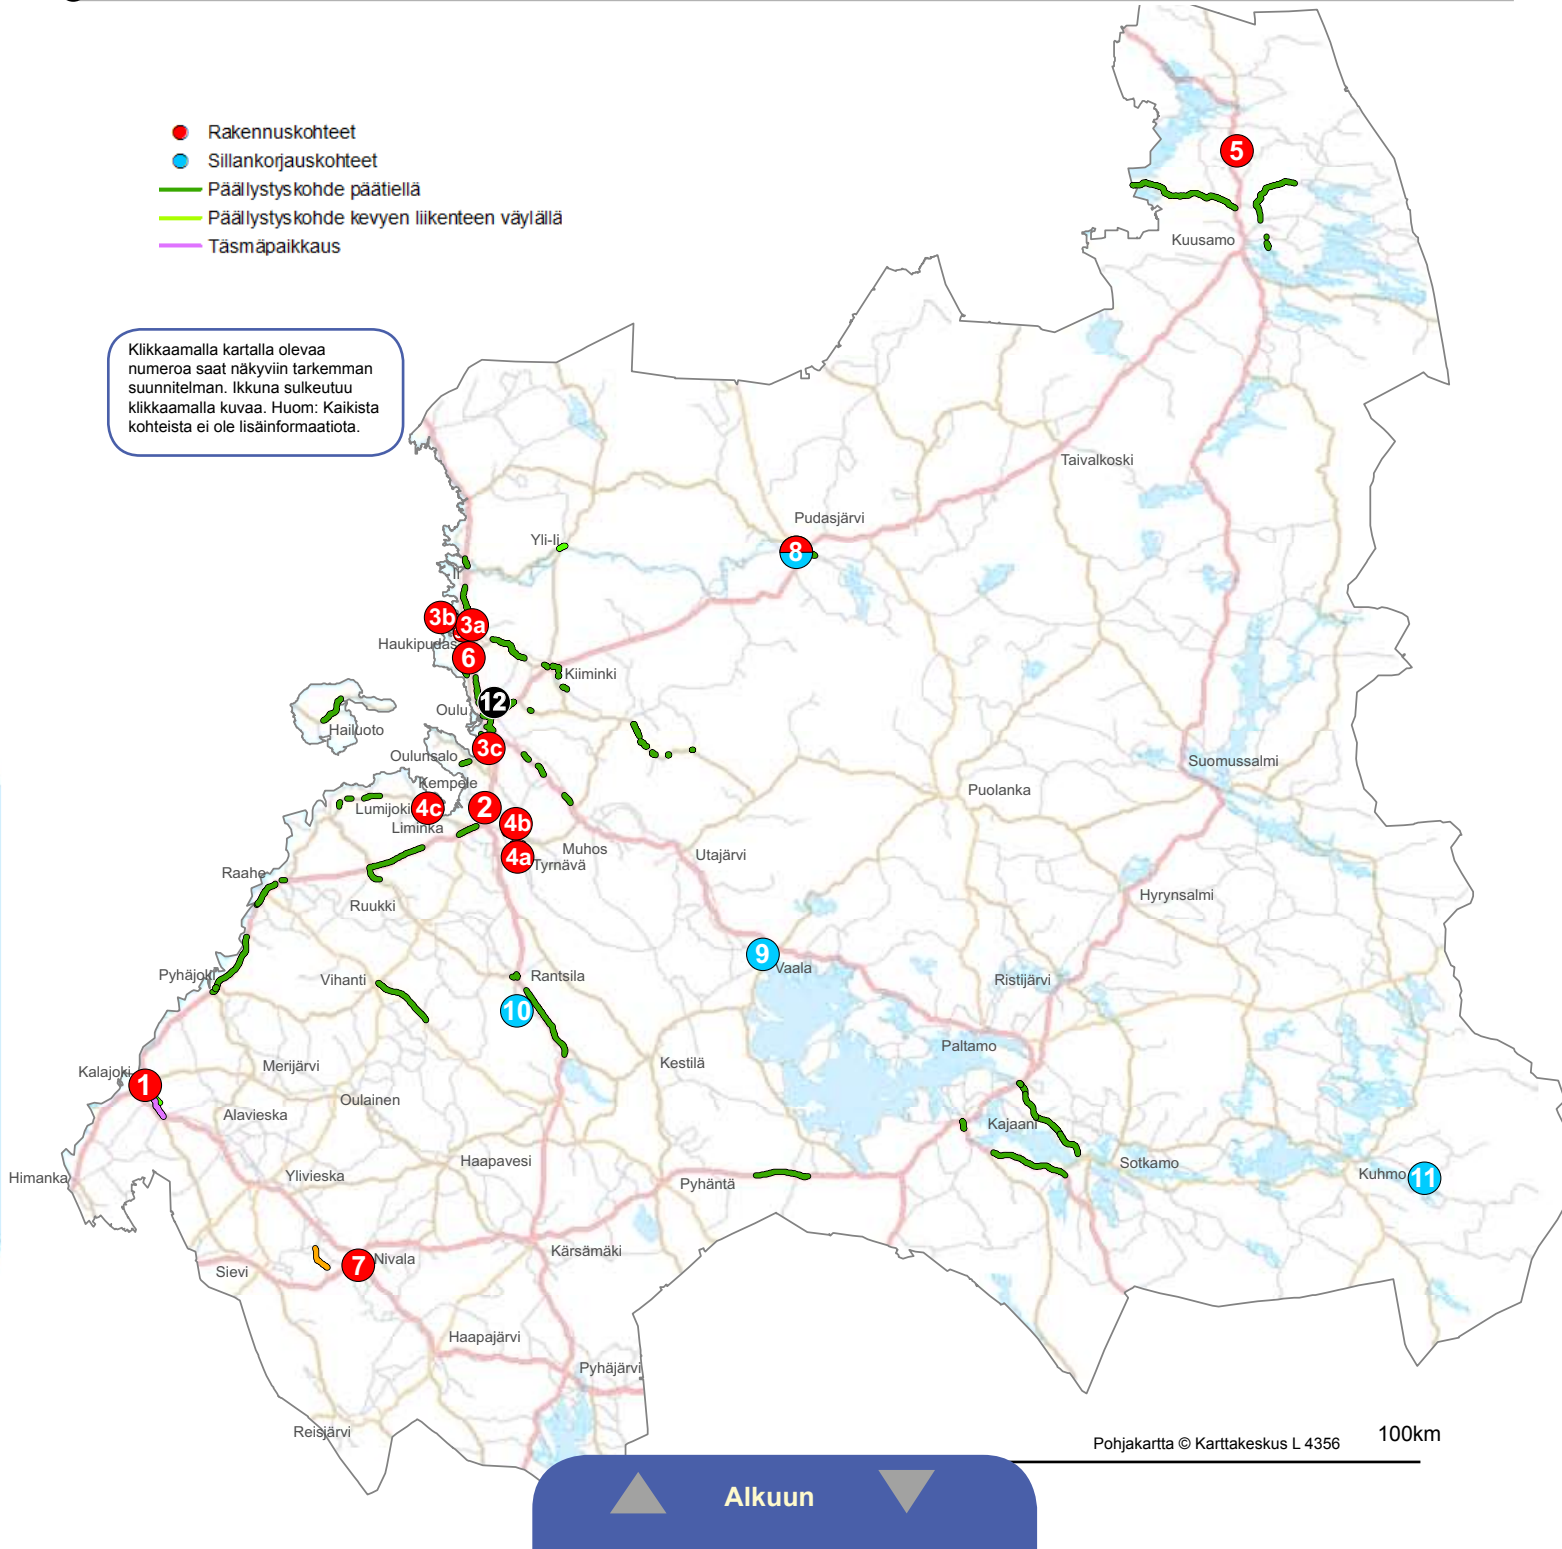 Rakennuskohteet
Sillankorjauskohteet
Päällystyskohde päätiellä
Päällystyskohde kevyen liikenteen väylällä
Täsmäpaikkaus
Klikkaamalla kartalla olevaa
numeroa saat näkyviin tarkemman
suunnitelman. Ikkuna sulkeutuu
klikkaamalla kuvaa. Huom: Kaikista
kohteista ei ole lisäinformaatiota.
5
Kuusamo
Taivalkoski
Pudasjärvi
8
Yli-Ii
Ii
3b
3a
Haukipudas
6
Kiiminki
12
Oulu
Hailuoto
3c
Oulunsalo
Kempele
Lumijoki
4c
2
4b
Liminka
4a
Muhos
Tyrnävä
Utajärvi
Puolanka
Suomussalmi
Hyrynsalmi
Raahe
Ruukki
Pyhäjoki
Vihanti
Rantsila
10
9
Vaala
Ristijärvi
Paltamo
Kestilä
Kalajoki
1
Merijärvi
Oulainen
Alavieska
Kajaani
Haapavesi
Sotkamo
Kuhmo
11
Himanka
Ylivieska
Pyhäntä
Kärsämäki
Nivala
7
Sievi
Haapajärvi
Pyhäjärvi
Reisjärvi
Pohjakartta © Karttakeskus L 4356
100km
Alkuun